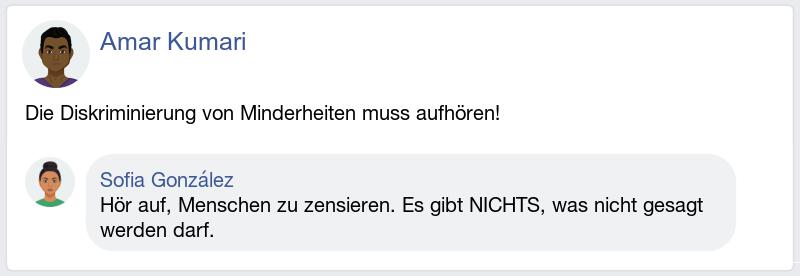 Amar Kumari
Die Diskriminierung von Minderheiten muss aufhören!
Sofia González
Hör auf, Menschen zu zensieren. Es gibt NICHTS, was nicht gesagt
werden darf.